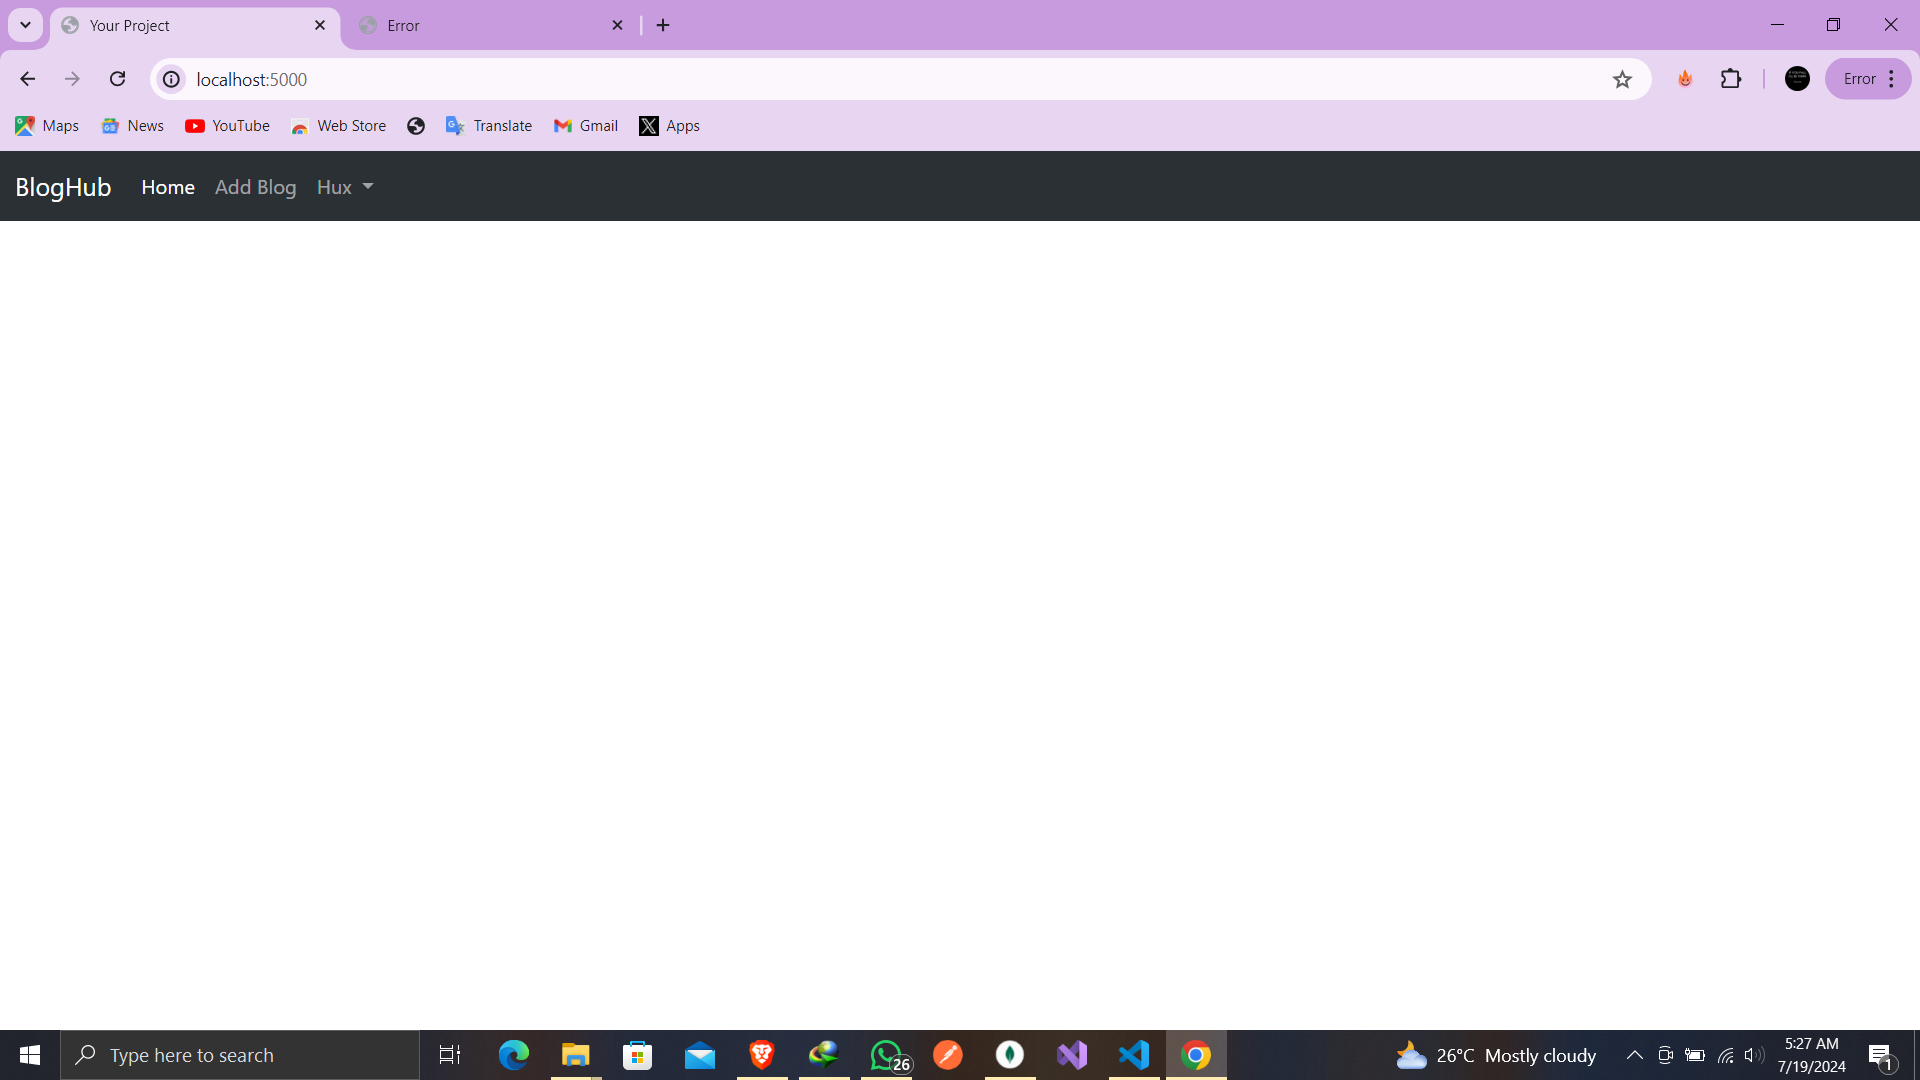 Your Project
Error
localhost:5000
Error
Maps
News
YouTube
Web Store
Translate
Gmail
Apps
BlogHub
Home
Add Blog
Hux
Type here to search
26
26°C Mostly cloudy
5:27 AM
7/19/2024
1